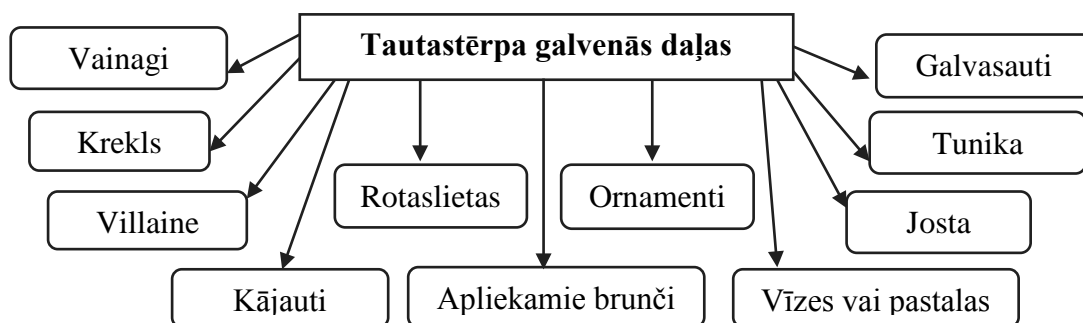 Tautastērpa galvenās daļas
Vainagi
Galvasauti
Krekls
Tunika
Rotaslietas
Ornamenti
Villaine
Josta
Kājauti
Apliekamie brunči
Vīzes vai pastalas